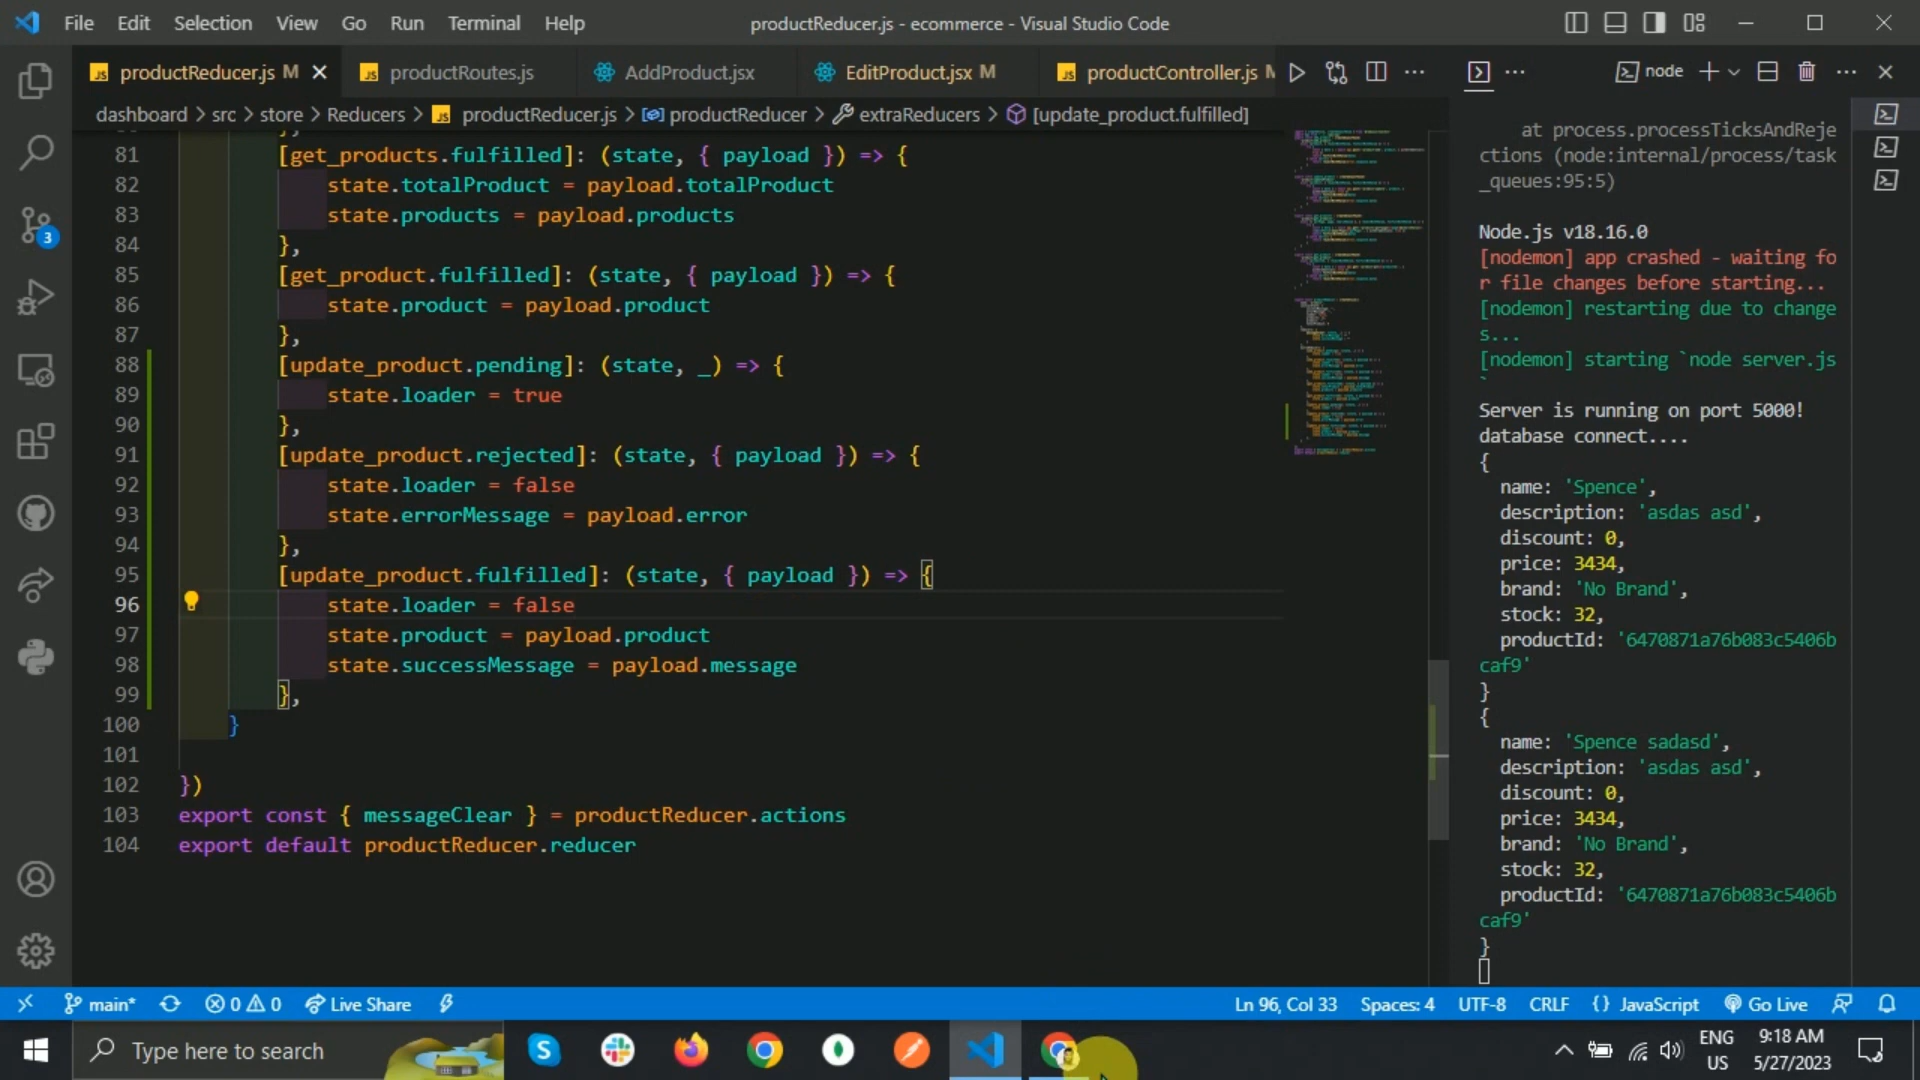 File Edit Selection View Go Run Terminal Help
productReducer.js - ecommerce - Visual Studio Code
productReducer.js M
productRoutes.js
AddProduct.jsx
EditProduct.jsx M
productController.js
node
dashboard > src > store > Reducers > productReducer.js > productReducer > extraReducers > [update_product.fulfilled]
81 [get_products.fulfilled]: (state, { payload }) => {
82 state.totalProduct = payload.totalProduct
83 state.products = payload.products
84 },
85 [get_product.fulfilled]: (state, { payload }) => {
86 state.product = payload.product
87 },
88 [update_product.pending]: (state, _) => {
89 state.loader = true
90 },
91 [update_product.rejected]: (state, { payload }) => {
92 state.loader = false
93 state.errorMessage = payload.error
94 },
95 [update_product.fulfilled]: (state, { payload }) => {
96 state.loader = false
97 state.product = payload.product
98 state.successMessage = payload.message
99 },
100 }
101
102 })
103 export const { messageClear } = productReducer.actions
104 export default productReducer.reducer
at process.processTicksAndReje
ctions (node:internal/process/task
_queues:95:5)
Node.js v18.16.0
[nodemon] app crashed - waiting fo
r file changes before starting...
[nodemon] restarting due to change
s...
[nodemon] starting `node server.js
`
Server is running on port 5000!
database connect....
{
name: 'Spence',
description: 'asdas asd',
discount: 0,
price: 3434,
brand: 'No Brand',
stock: 32,
productId: '6470871a76b083c5406b
caf9'
}
{
name: 'Spence sadasd',
description: 'asdas asd',
discount: 0,
price: 3434,
brand: 'No Brand',
stock: 32,
productId: '6470871a76b083c5406b
caf9'
}
3
main*
0 0
Live Share
Ln 96, Col 33
Spaces: 4
UTF-8
CRLF
{} JavaScript
Go Live
Type here to search
ENG
US
9:18 AM
5/27/2023